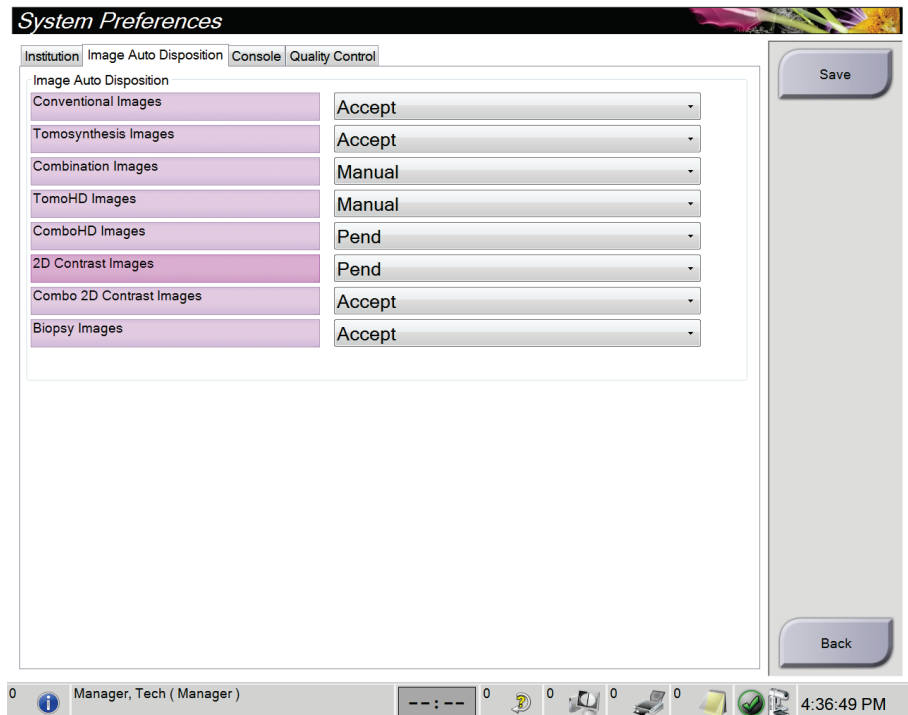 System Preferences
Institution Image Auto Disposition Console Quality Control
Save
Image Auto Disposition
Conventional Images Accept
Tomosynthesis Images Accept
Combination Images Manual
TomoHD Images Manual
ComboHD Images Pend
2D Contrast Images Pend
Combo 2D Contrast Images Accept
Biopsy Images Accept
Back
0 Manager, Tech ( Manager ) --:-- 0 0 0 0 4:36:49 PM